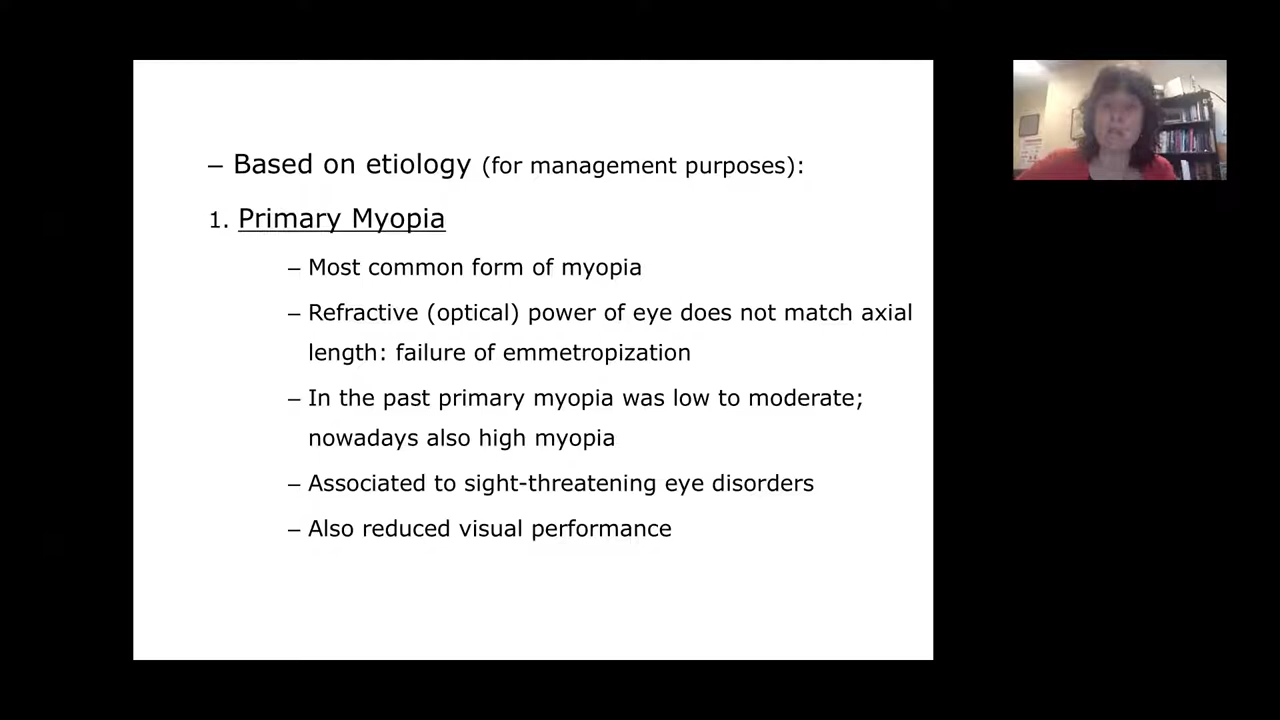 – Based on etiology (for management purposes):
1. Primary Myopia
– Most common form of myopia
– Refractive (optical) power of eye does not match axial
length: failure of emmetropization
– In the past primary myopia was low to moderate;
nowadays also high myopia
– Associated to sight-threatening eye disorders
– Also reduced visual performance